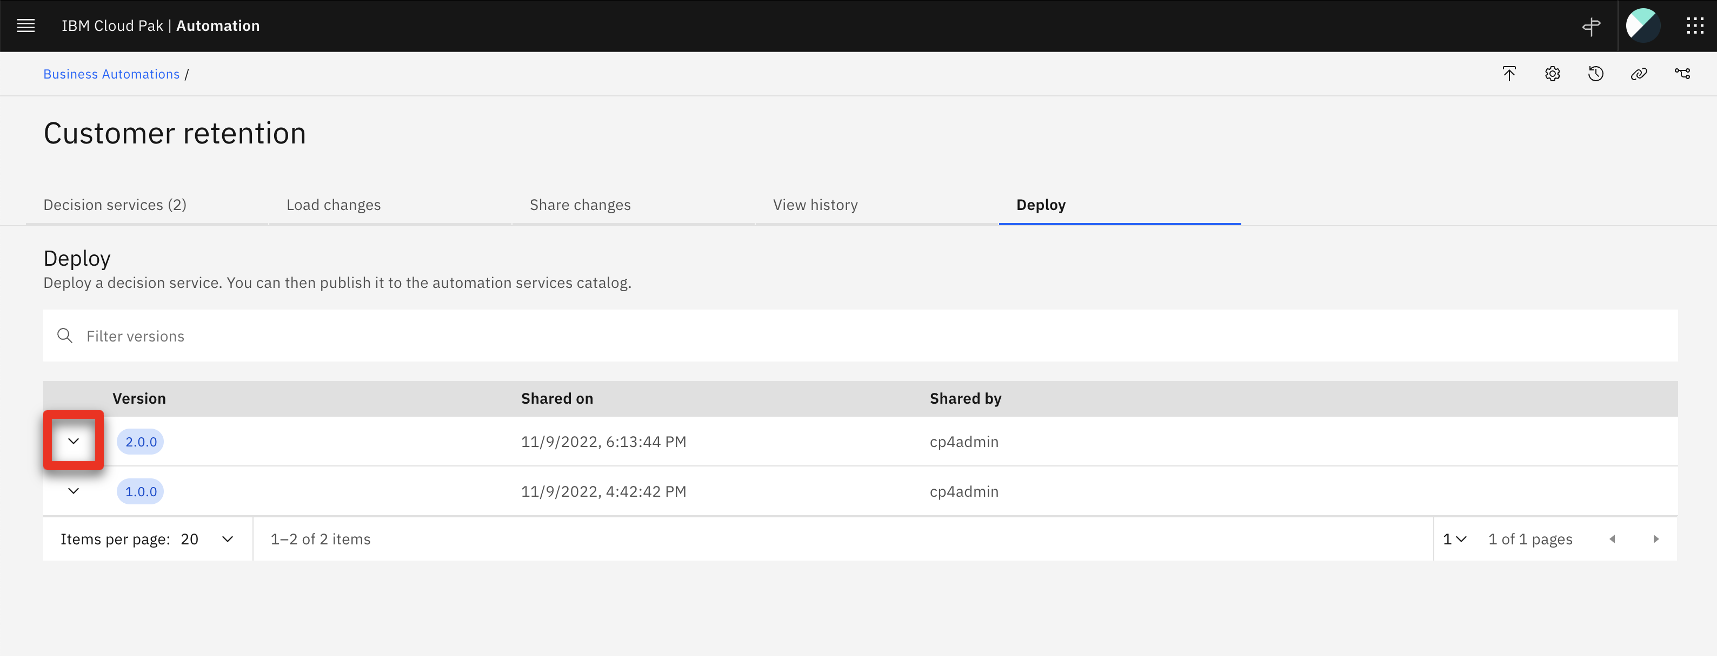 IBM Cloud Pak | Automation
Business Automations /
Customer retention
Decision services (2) Load changes Share changes View history Deploy
Deploy
Deploy a decision service. You can then publish it to the automation services catalog.
Filter versions
Version Shared on Shared by
2.0.0 11/9/2022, 6:13:44 PM cp4admin
1.0.0 11/9/2022, 4:42:42 PM cp4admin
Items per page: 20 1–2 of 2 items 1 1 of 1 pages